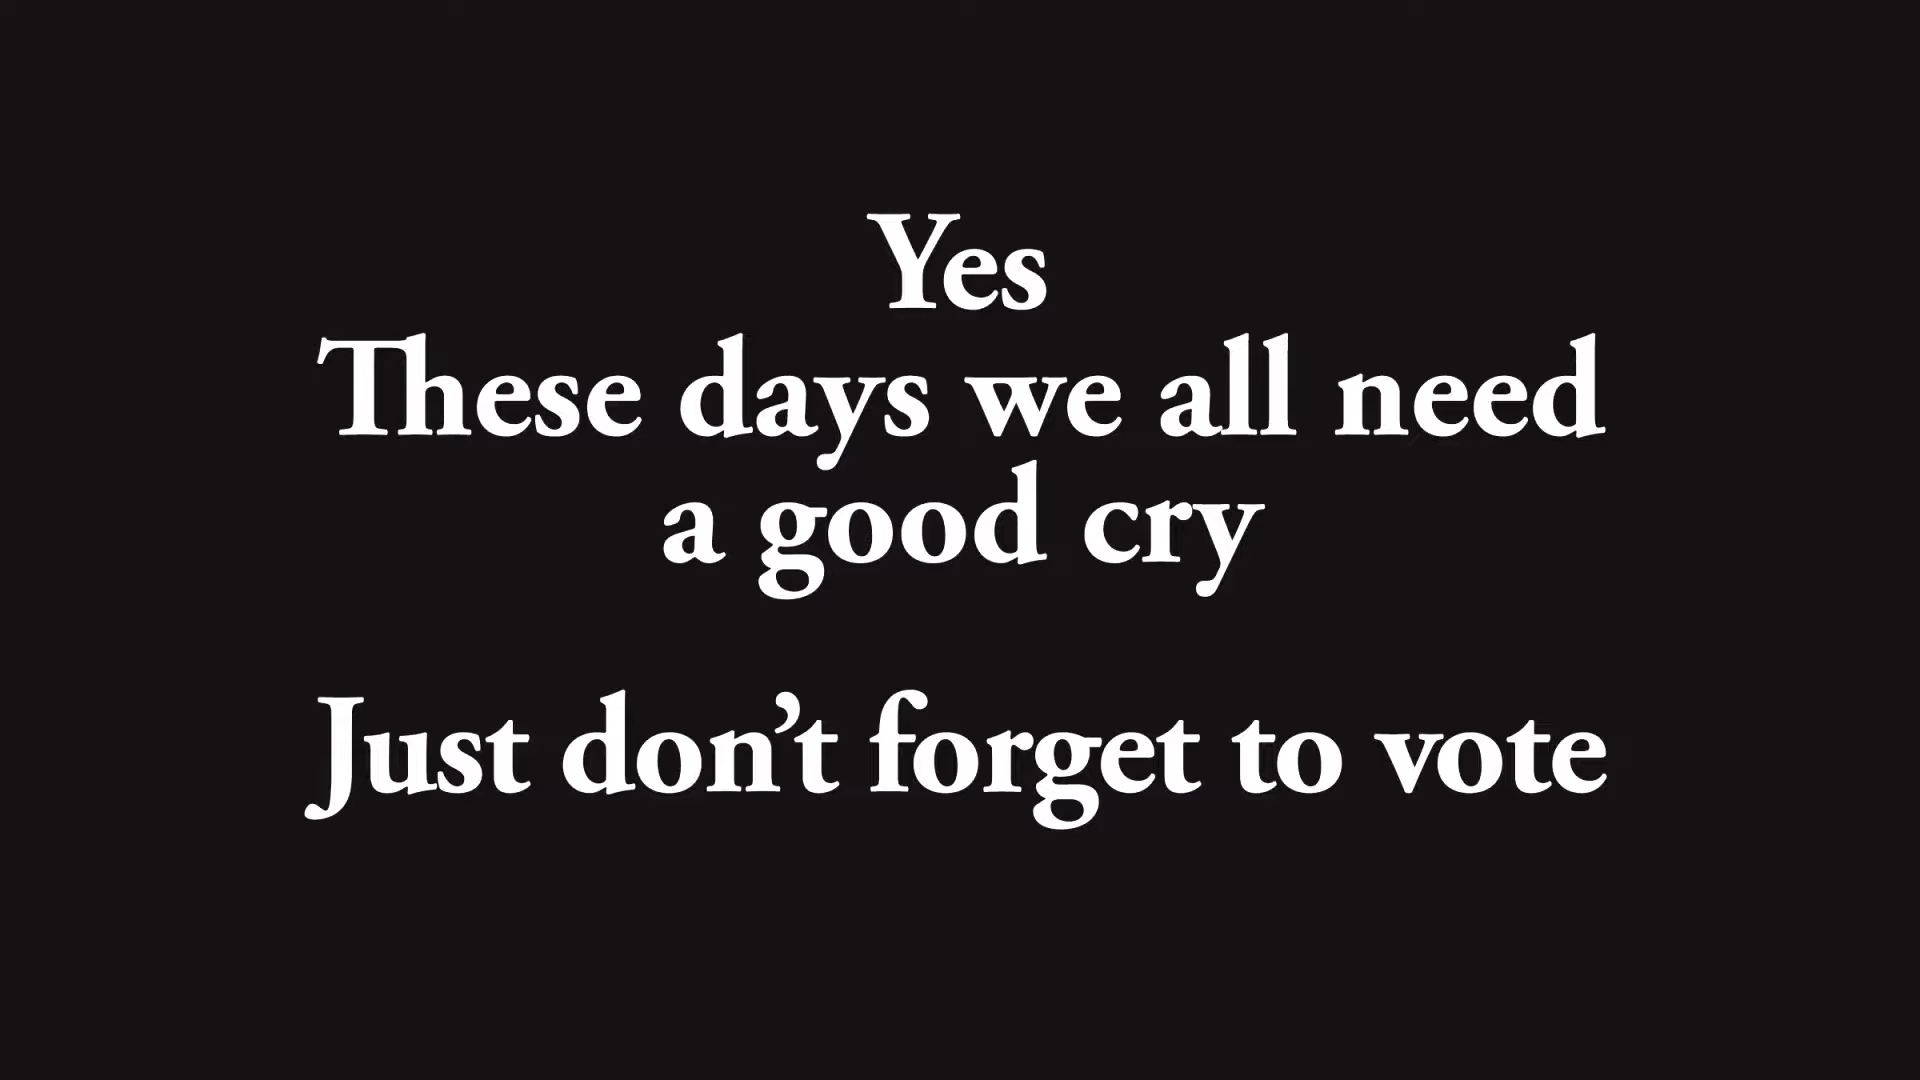 Yes
These days we all need
a good cry
Just don’t forget to vote